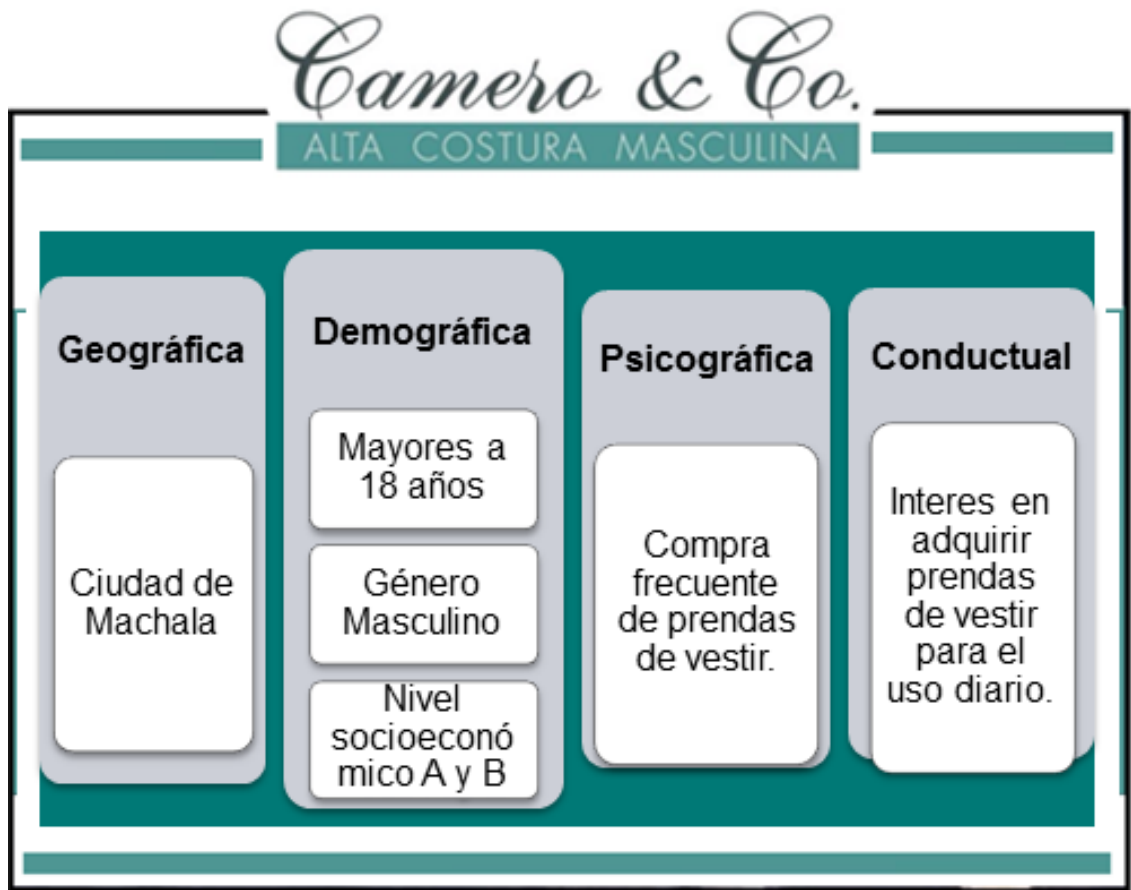 Camero & Co.
ALTA COSTURA MASCULINA
Geográfica
Ciudad de
Machala
Demográfica
Mayores a
18 años
Género
Masculino
Nivel
socioeconó
mico A y B
Psicográfica
Compra
frecuente
de prendas
de vestir.
Conductual
Interes en
adquirir
prendas
de vestir
para el
uso diario.